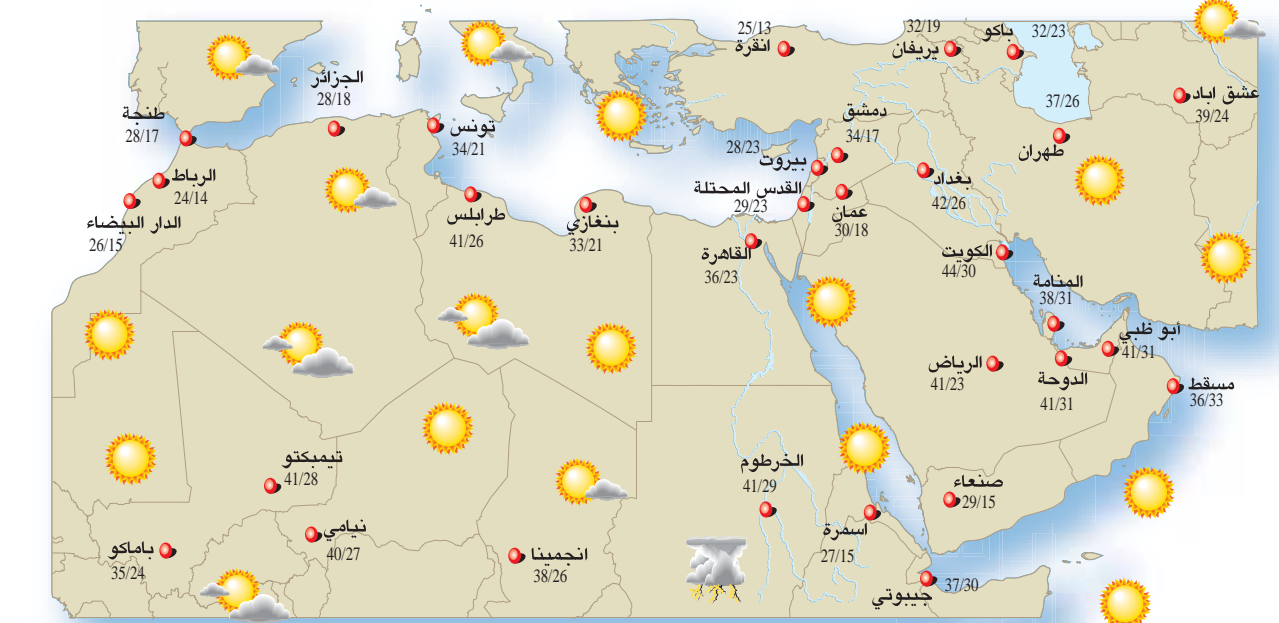 25/13
انقرة
32/19
يريفان
باكو
32/23
37/26
عشق اباد
39/24
طهران
الجزائر
28/18
طنجة
28/17
الرباط
24/14
الدار البيضاء
26/15
تونس
34/21
طرابلس
41/26
بنغازي
33/21
دمشق
34/17
28/23
بيروت
القدس المحتلة
29/23
عمان
30/18
بغداد
42/26
القاهرة
36/23
الكويت
44/30
المنامة
38/31
أبو ظبي
41/31
الرياض
41/23
الدوحة
41/31
مسقط
36/33
الخرطوم
41/29
صنعاء
29/15
اسمرة
27/15
37/30
جيبوتي
تيمبكتو
41/28
نيامي
40/27
باماكو
35/24
انجمينا
38/26